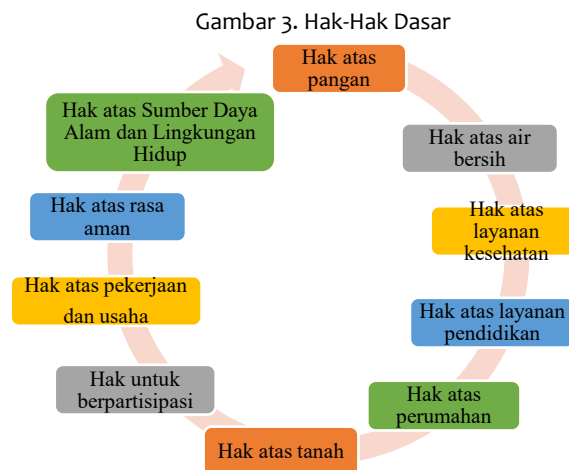 Gambar 3. Hak-Hak Dasar
Hak atas
pangan
Hak atas air
bersih
Hak atas
layanan
kesehatan
Hak atas layanan
pendidikan
Hak atas
perumahan
Hak atas tanah
Hak untuk
berpartisipasi
Hak atas pekerjaan
dan usaha
Hak atas rasa
aman
Hak atas Sumber Daya
Alam dan Lingkungan
Hidup